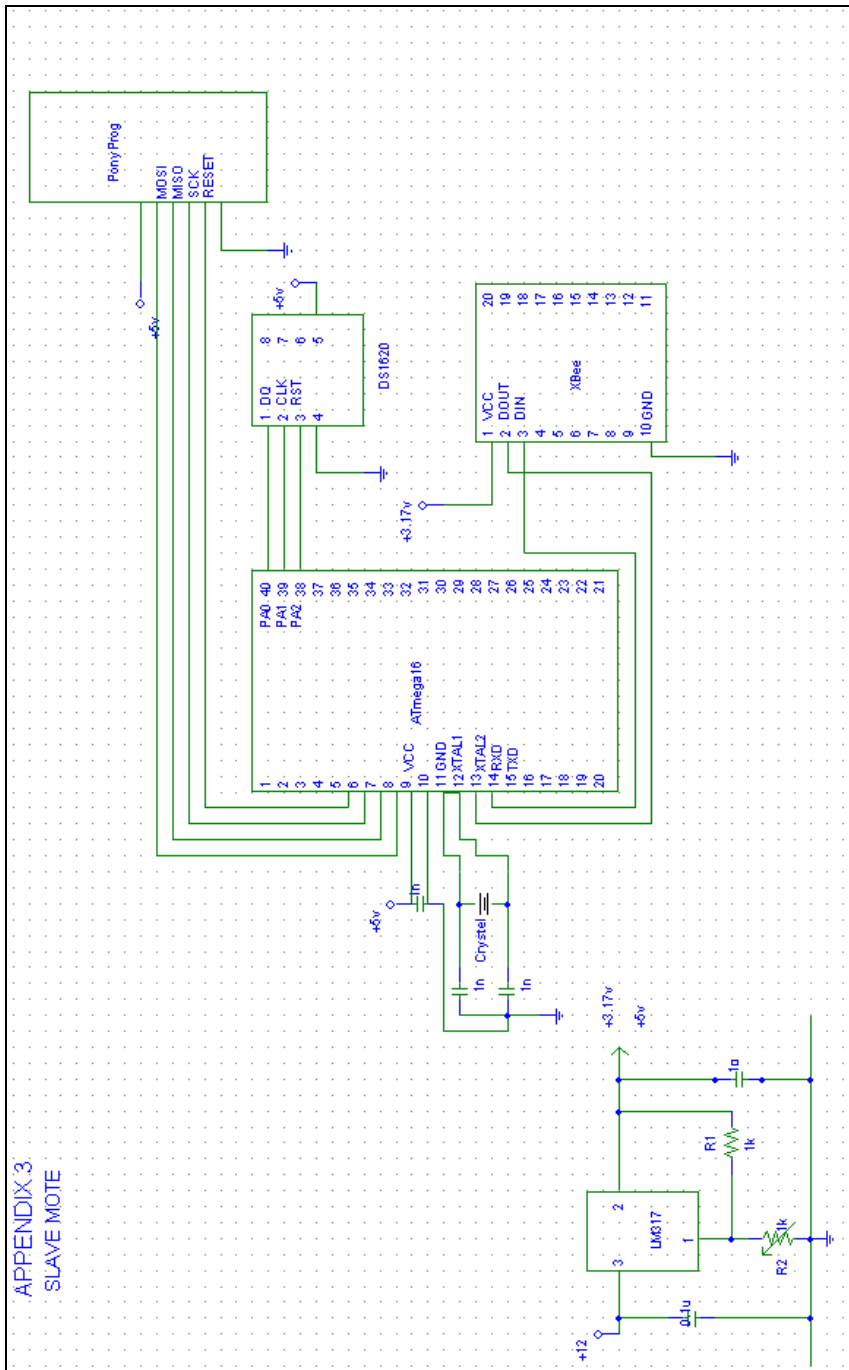 APPENDIX 3
SLAVE MOTE
PonyProg
MOSI
MISO
SCK
RESET
+5v
+5v
DS1620
1 DQ 8
2 CLK 7
3 RST 6
4 5
ATmega16
1 PA0 40
2 PA1 39
3 PA2 38
4 37
5 36
6 35
7 34
8 33
9 32
VCC
10 31
11 GND 30
12 XTAL1 29
13 XTAL2 28
14 RXD 27
15 TXD 26
16 25
17 24
18 23
19 22
20 21
+5v
1n
Crystel
1n
1n
+3.17v
XBee
1 VCC 20
2 DOUT 19
3 DIN 18
4 17
5 16
6 15
7 14
8 13
9 12
10 GND 11
+12
0.1u
3 2
LM317
1
R1
1k
R2
1k
1u
+3.17v
+5v